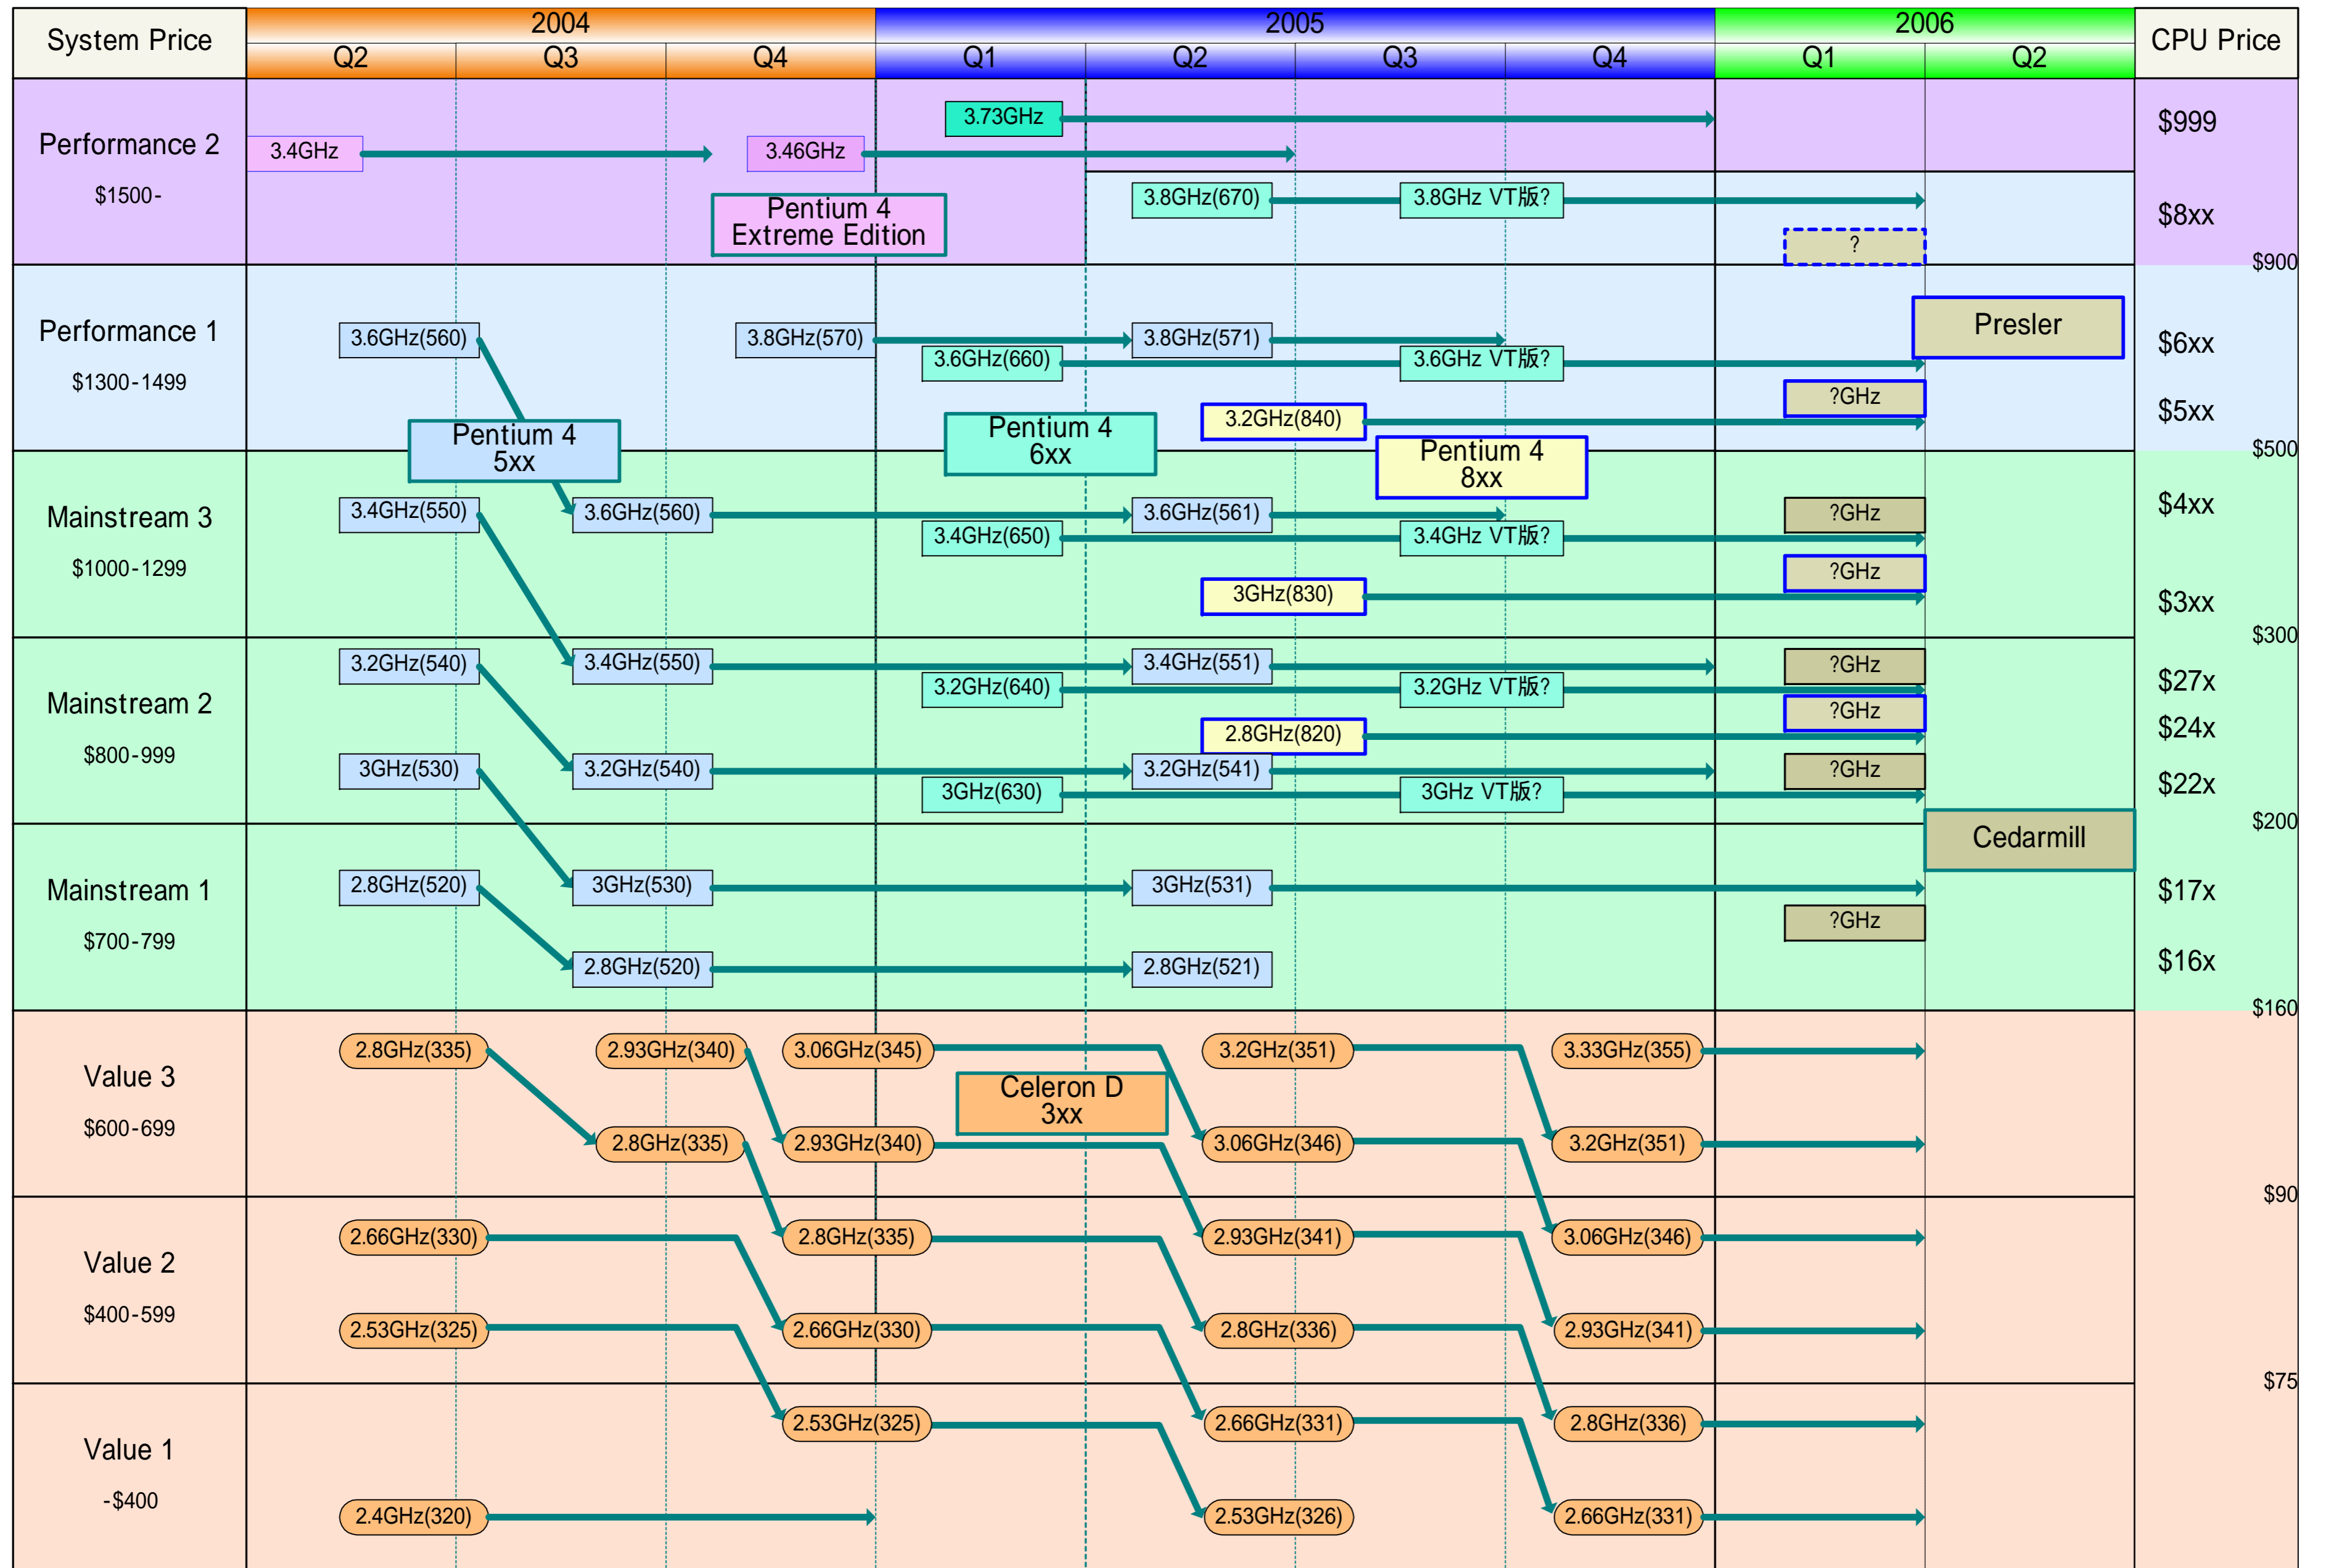 System Price
2004
2005
2006
CPU Price
Q2
Q3
Q4
Q1
Q2
Q3
Q4
Q1
Q2
Performance 2
$1500-
3.73GHz
$999
3.4GHz
3.46GHz
Pentium 4
Extreme Edition
3.8GHz(670)
3.8GHz VT版?
$8xx
?
$900
Performance 1
$1300-1499
Presler
3.6GHz(560)
3.8GHz(570)
3.8GHz(571)
$6xx
3.6GHz(660)
3.6GHz VT版?
?GHz
3.2GHz(840)
$5xx
Pentium 4
5xx
Pentium 4
6xx
Pentium 4
8xx
$500
Mainstream 3
$1000-1299
3.4GHz(550)
3.6GHz(560)
3.6GHz(561)
?GHz
$4xx
3.4GHz(650)
3.4GHz VT版?
?GHz
3GHz(830)
$3xx
$300
Mainstream 2
$800-999
3.2GHz(540)
3.4GHz(550)
3.4GHz(551)
?GHz
$27x
3.2GHz(640)
3.2GHz VT版?
?GHz
2.8GHz(820)
$24x
3GHz(530)
3.2GHz(540)
3.2GHz(541)
?GHz
$22x
3GHz(630)
3GHz VT版?
$200
Cedarmill
Mainstream 1
$700-799
2.8GHz(520)
3GHz(530)
3GHz(531)
$17x
?GHz
2.8GHz(520)
2.8GHz(521)
$16x
$160
Value 3
$600-699
2.8GHz(335)
2.93GHz(340)
3.06GHz(345)
3.2GHz(351)
3.33GHz(355)
Celeron D
3xx
2.8GHz(335)
2.93GHz(340)
3.06GHz(346)
3.2GHz(351)
$90
Value 2
$400-599
2.66GHz(330)
2.8GHz(335)
2.93GHz(341)
3.06GHz(346)
2.53GHz(325)
2.66GHz(330)
2.8GHz(336)
2.93GHz(341)
$75
Value 1
-$400
2.53GHz(325)
2.66GHz(331)
2.8GHz(336)
2.4GHz(320)
2.53GHz(326)
2.66GHz(331)